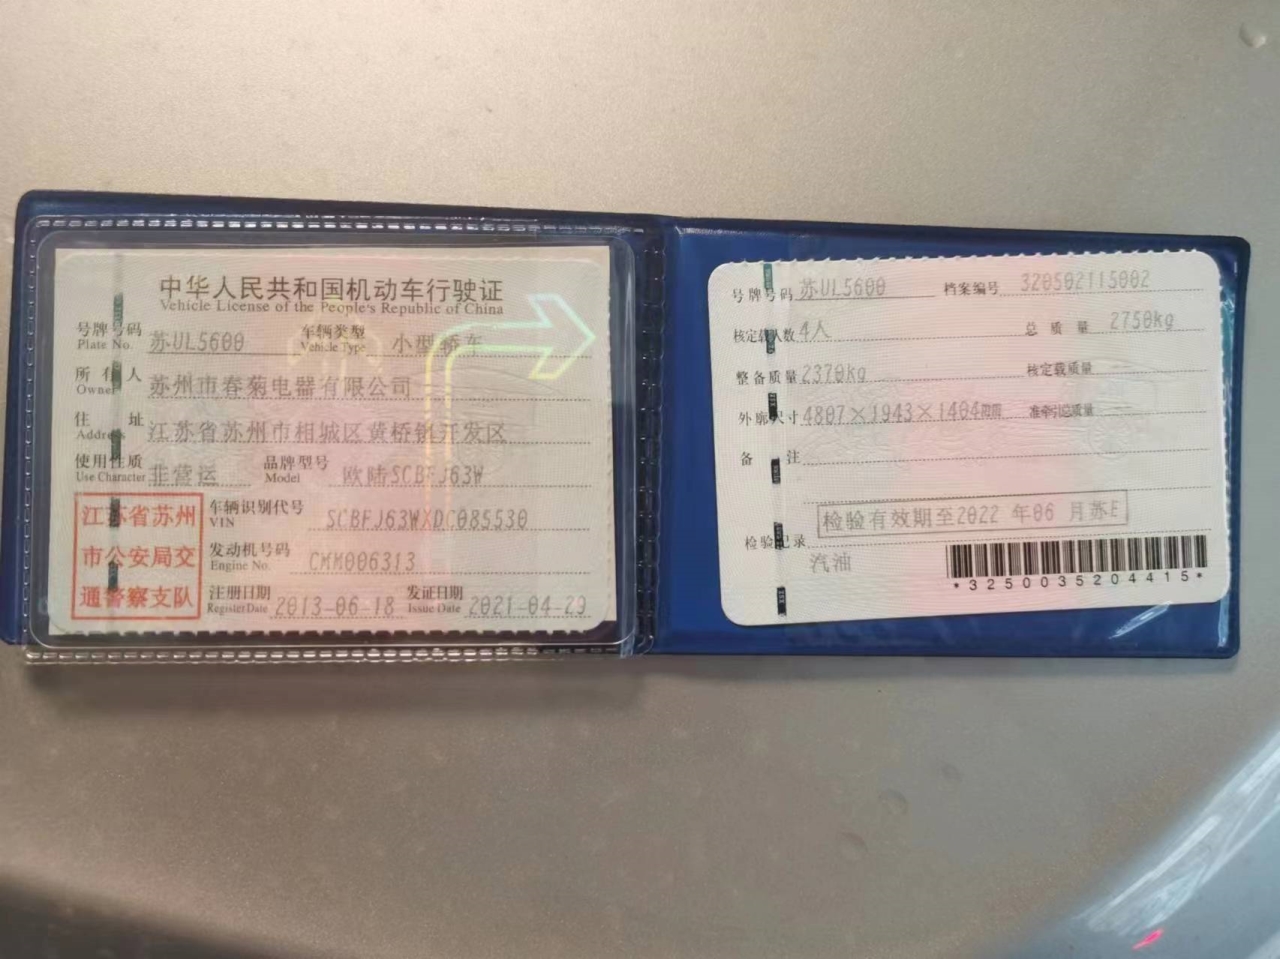 中华人民共和国机动车行驶证
Vehicle License of the People's Republic of China
号牌号码 苏UL5600 车辆类型 小型轿车
Plate No. Vehicle Type
所有人 苏州市春菊电器有限公司
Owner
住址 江苏省苏州市相城区黄桥镇开发区
Address
使用性质 非营运 品牌型号 欧陆SCBFJ63W
Use Character Model
江苏省苏州
市公安局交
通警察支队
车辆识别代号 SCBFJ63WXDC085530
VIN
发动机号码 CMM006313
Engine No.
注册日期 2013-06-18 发证日期 2021-04-29
Register Date Issue Date
号牌号码 苏UL5600 档案编号 320502115002
核定载人数 4人 总质量 2750kg
整备质量 2370kg 核定载质量
外廓尺寸 4807×1943×1404mm 准牵引总质量
备注
检验有效期至2022年06月苏E
检验记录
汽油
*3250035204415*